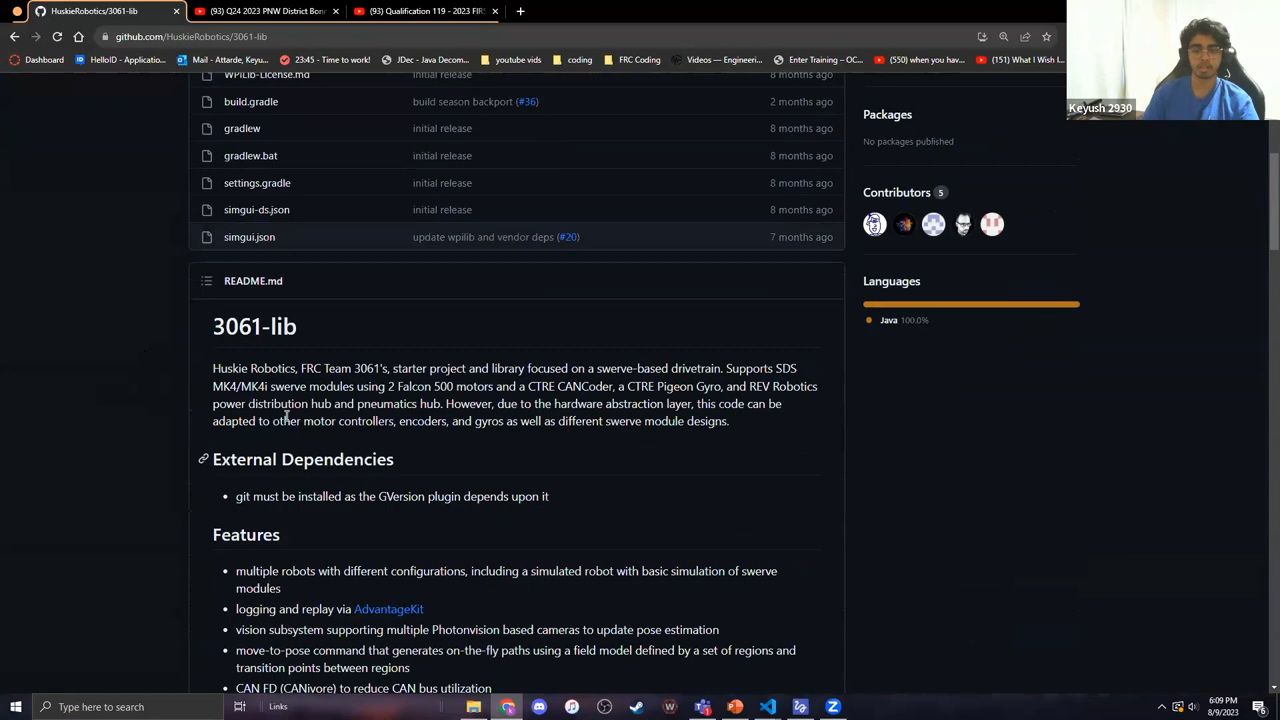 HuskieRobotics/3061-lib
(93) Q24 2023 PNW District Bon
(93) Qualification 119 - 2023 FIR
github.com/HuskieRobotics/3061-lib
Dashboard
HelloID - Applicatio...
Mail - Attarde, Keyus...
23:45 - Time to work!
JDec - Java Decom...
youtube vids
coding
FRC Coding
Videos – Engineeri...
Enter Training – OC...
(550) when you hav...
(151) What I Wish I...
Keyush 2930
WPILib-License.md initial release 8 months ago
build.gradle build season backport (#36) 2 months ago
gradlew initial release 8 months ago
gradlew.bat initial release 8 months ago
settings.gradle initial release 8 months ago
simgui-ds.json initial release 8 months ago
simgui.json update wpilib and vendor deps (#20) 7 months ago
Packages
No packages published
Contributors 5
Languages
Java 100.0%
README.md
3061-lib
Huskie Robotics, FRC Team 3061's, starter project and library focused on a swerve-based drivetrain. Supports SDS
MK4/MK4i swerve modules using 2 Falcon 500 motors and a CTRE CANCoder, a CTRE Pigeon Gyro, and REV Robotics
power distribution hub and pneumatics hub. However, due to the hardware abstraction layer, this code can be
adapted to other motor controllers, encoders, and gyros as well as different swerve module designs.
External Dependencies
• git must be installed as the GVersion plugin depends upon it
Features
• multiple robots with different configurations, including a simulated robot with basic simulation of swerve
modules
• logging and replay via AdvantageKit
• vision subsystem supporting multiple Photonvision based cameras to update pose estimation
• move-to-pose command that generates on-the-fly paths using a field model defined by a set of regions and
transition points between regions
• CAN FD (CANivore) to reduce CAN bus utilization
Type here to search
Links
6:09 PM
8/9/2023
6